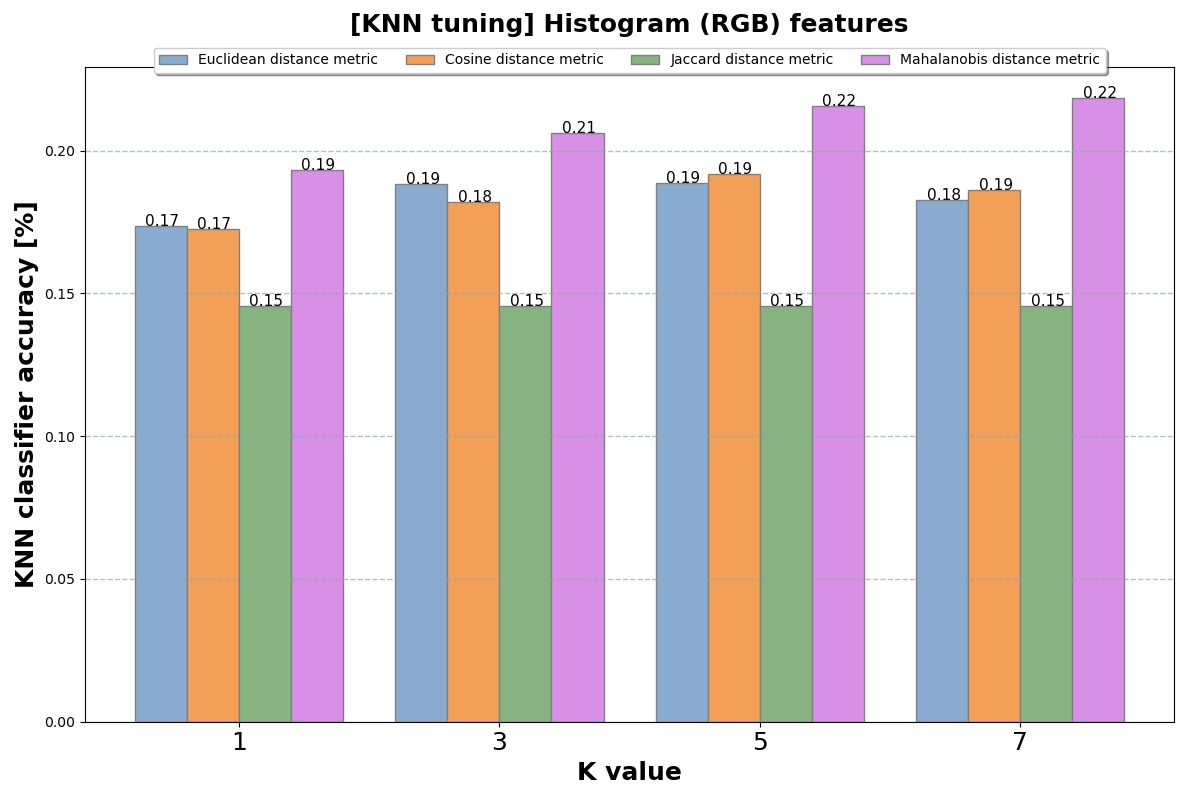 [KNN tuning] Histogram (RGB) features
Euclidean distance metric Cosine distance metric Jaccard distance metric Mahalanobis distance metric
KNN classifier accuracy [%]
0.20
0.15
0.10
0.05
0.00
0.17 0.17 0.15 0.19
0.19 0.18 0.15 0.21
0.19 0.19 0.15 0.22
0.18 0.19 0.15 0.22
1 3 5 7
K value